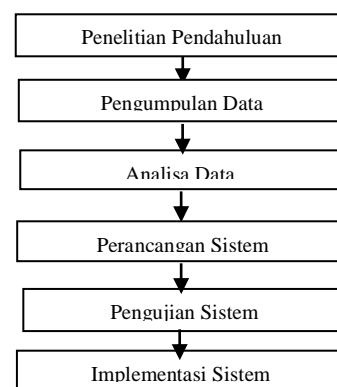 Penelitian Pendahuluan
Pengumpulan Data
Analisa Data
Perancangan Sistem
Pengujian Sistem
Implementasi Sistem